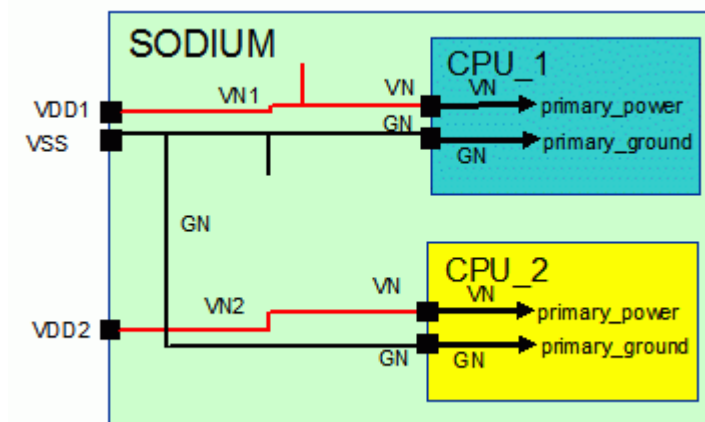 SODIUM
CPU_1
VDD1
VN1
VN
VN
primary_power
VSS
GN
GN
primary_ground
GN
CPU_2
VN
VN
VDD2
VN2
primary_power
GN
GN
primary_ground